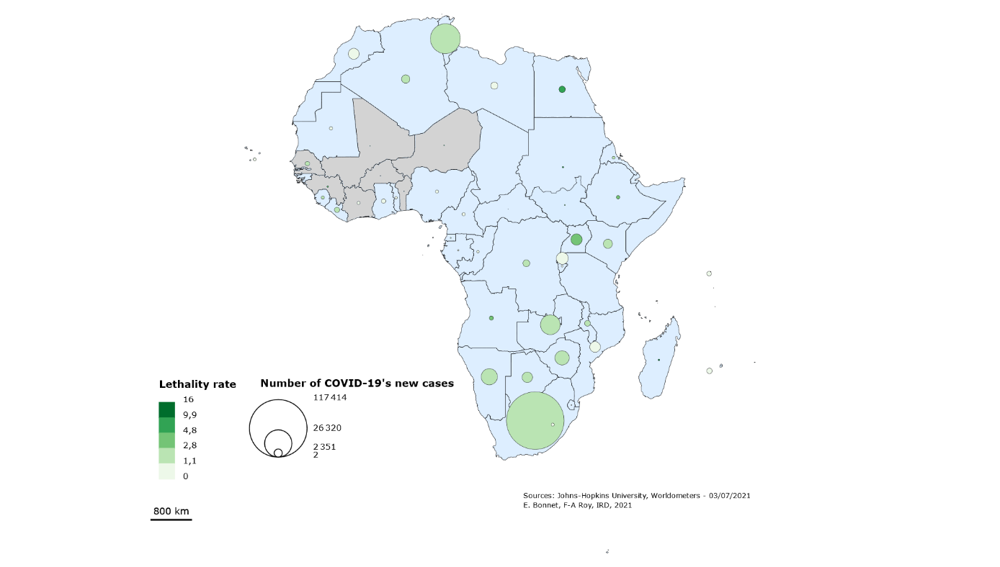 Lethality rate
16
9,9
4,8
2,8
1,1
0
Number of COVID-19's new cases
117 414
26 320
2 351
2
800 km
Sources: Johns-Hopkins University, Worldometers - 03/07/2021
E. Bonnet, F-A Roy, IRD, 2021